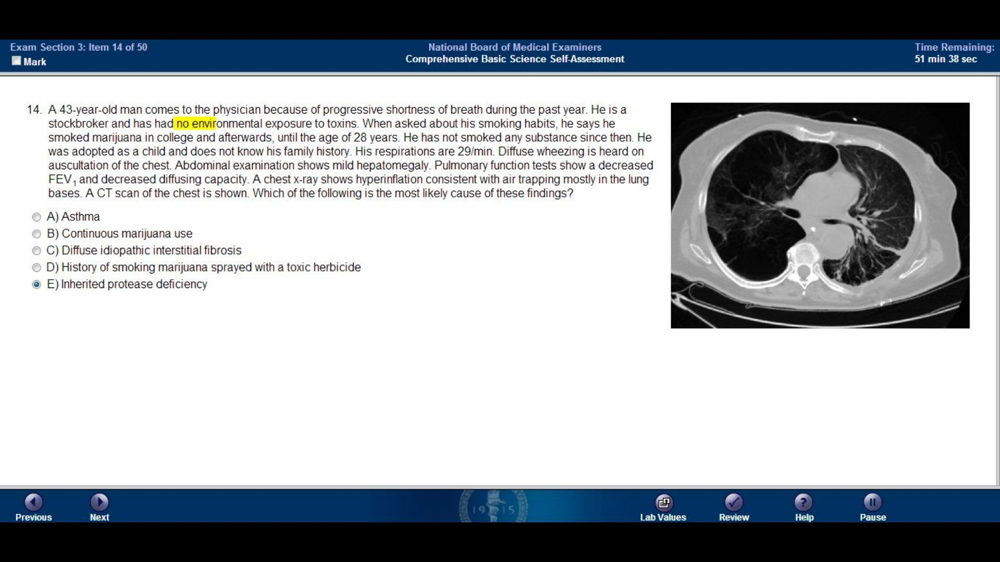 Exam Section 3: Item 14 of 50
National Board of Medical Examiners
Time Remaining:
Mark
Comprehensive Basic Science Self-Assessment
51 min 38 sec
14. A 43-year-old man comes to the physician because of progressive shortness of breath during the past year. He is a
stockbroker and has had no environmental exposure to toxins. When asked about his smoking habits, he says he
smoked marijuana in college and afterwards, until the age of 28 years. He has not smoked any substance since then. He
was adopted as a child and does not know his family history. His respirations are 29/min. Diffuse wheezing is heard on
auscultation of the chest. Abdominal examination shows mild hepatomegaly. Pulmonary function tests show a decreased
FEV₁ and decreased diffusing capacity. A chest x-ray shows hyperinflation consistent with air trapping mostly in the lung
bases. A CT scan of the chest is shown. Which of the following is the most likely cause of these findings?
A) Asthma
B) Continuous marijuana use
C) Diffuse idiopathic interstitial fibrosis
D) History of smoking marijuana sprayed with a toxic herbicide
E) Inherited protease deficiency
1915
Previous
Next
Lab Values
Review
Help
Pause